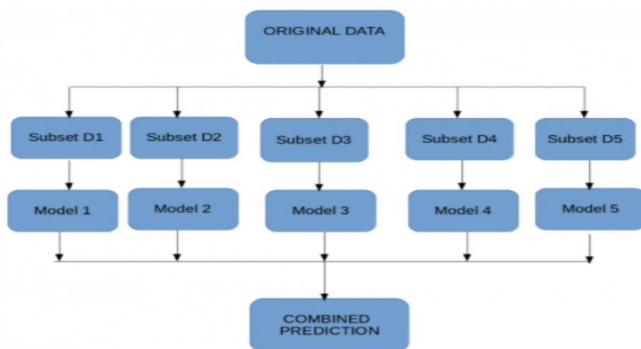 ORIGINAL DATA
Subset D1
Subset D2
Subset D3
Subset D4
Subset D5
Model 1
Model 2
Model 3
Model 4
Model 5
COMBINED
PREDICTION